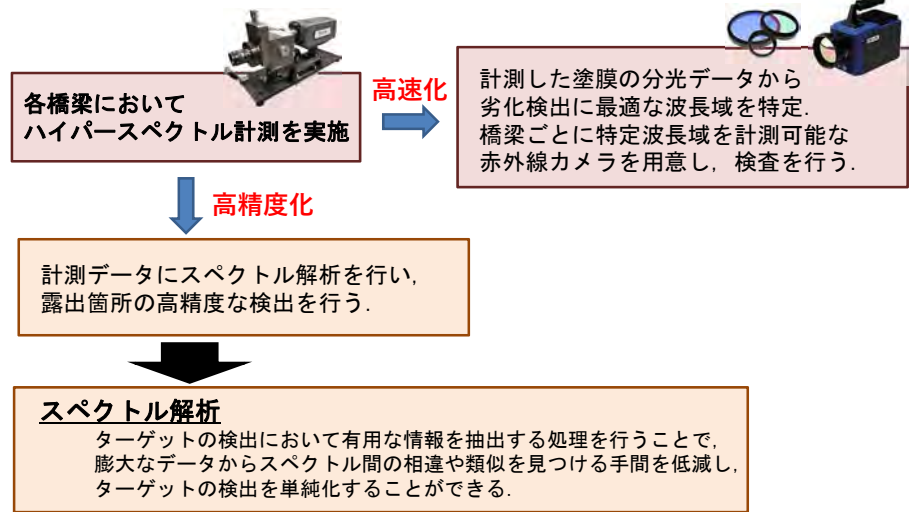 各橋梁において
ハイパースペクトル計測を実施
高速化
計測した塗膜の分光データから
劣化検出に最適な波長域を特定.
橋梁ごとに特定波長域を計測可能な
赤外線カメラを用意し，検査を行う.
高精度化
計測データにスペクトル解析を行い,
露出箇所の高精度な検出を行う.
スペクトル解析
ターゲットの検出において有用な情報を抽出する処理を行うことで,
膨大なデータからスペクトル間の相違や類似を見つける手間を低減し,
ターゲットの検出を単純化することができる.